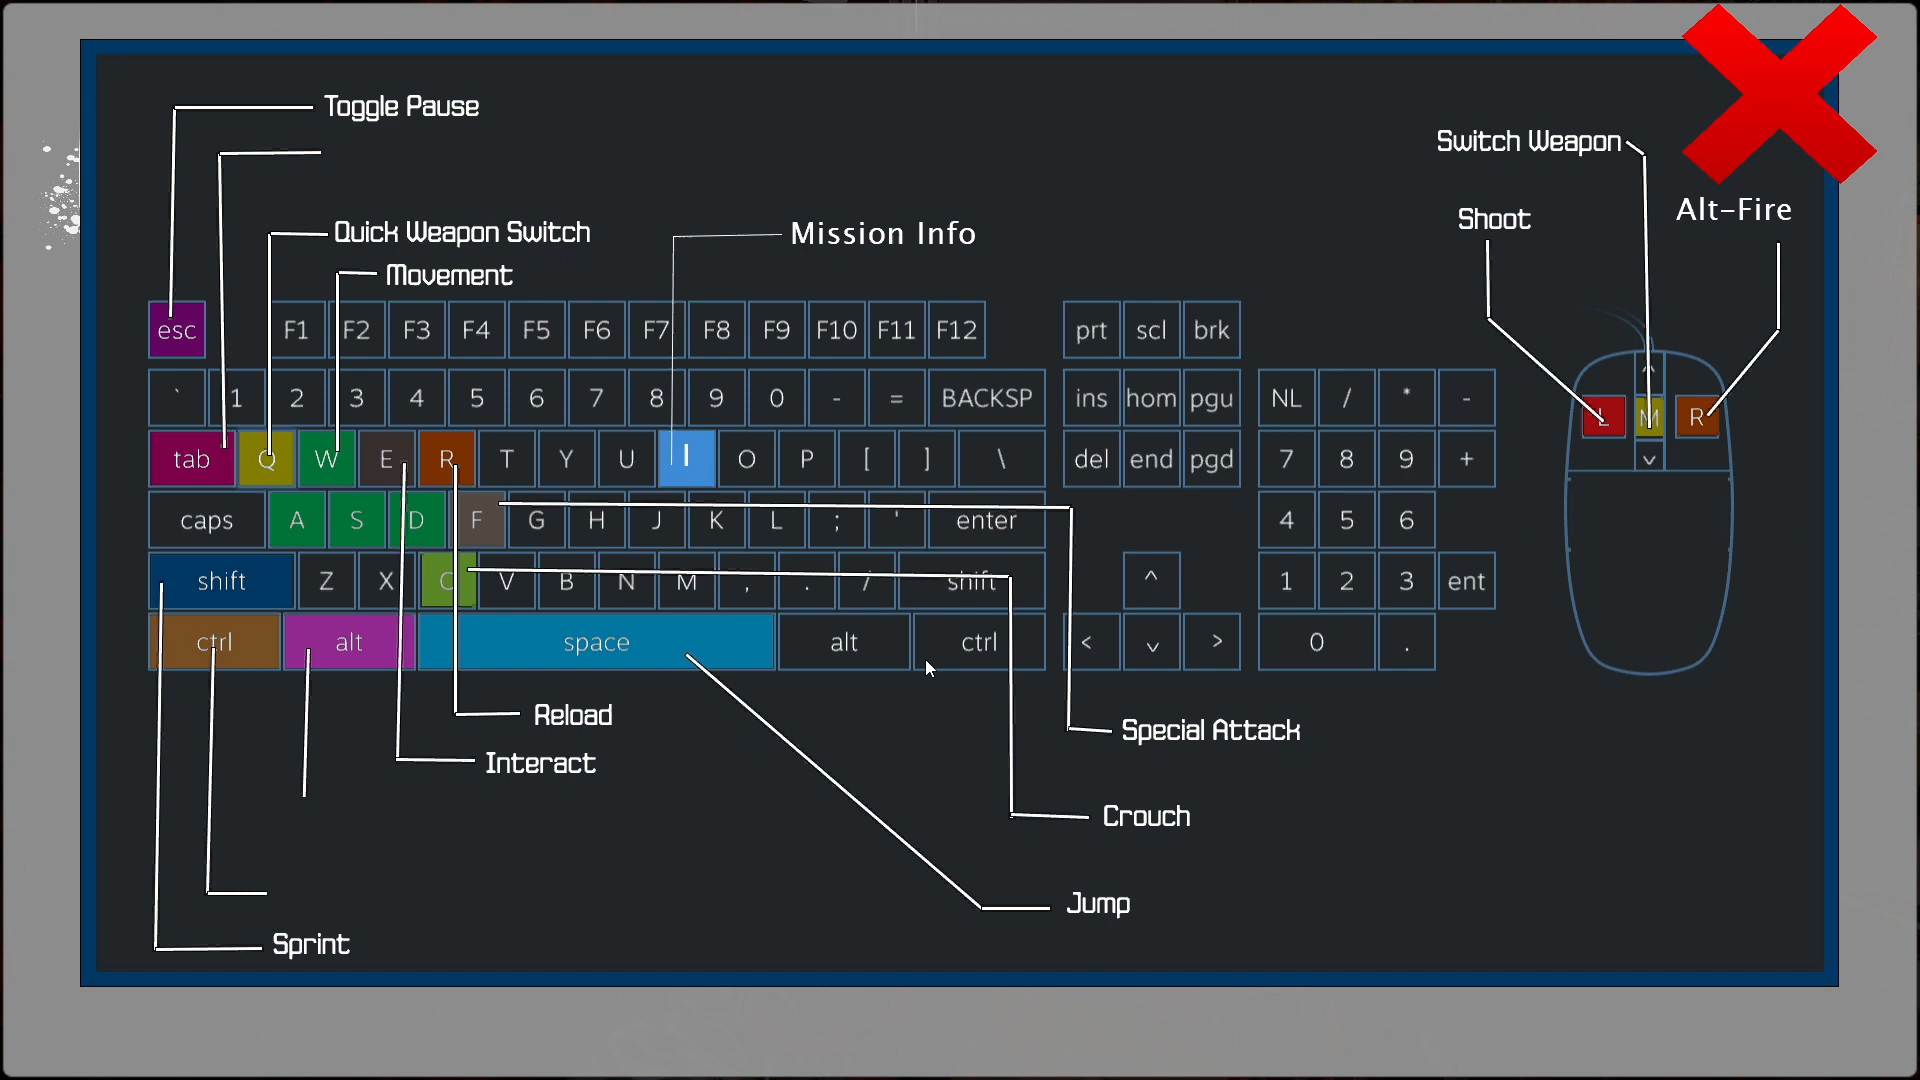 Toggle Pause
Switch Weapon
Alt-Fire
Shoot
Quick Weapon Switch
Mission Info
Movement
esc F1 F2 F3 F4 F5 F6 F7 F8 F9 F10 F11 F12 prt scl brk
` 1 2 3 4 5 6 7 8 9 0 - = BACKSP ins hom pgu NL / * - ^
L M R
tab Q W E R T Y U I O P [ ] \ del end pgd 7 8 9 + v
caps A S D F G H J K L ; ' enter 4 5 6
shift Z X C V B N M , . / shift ^ 1 2 3 ent
ctrl alt space alt ctrl < v > 0 .
Reload
Special Attack
Interact
Crouch
Jump
Sprint